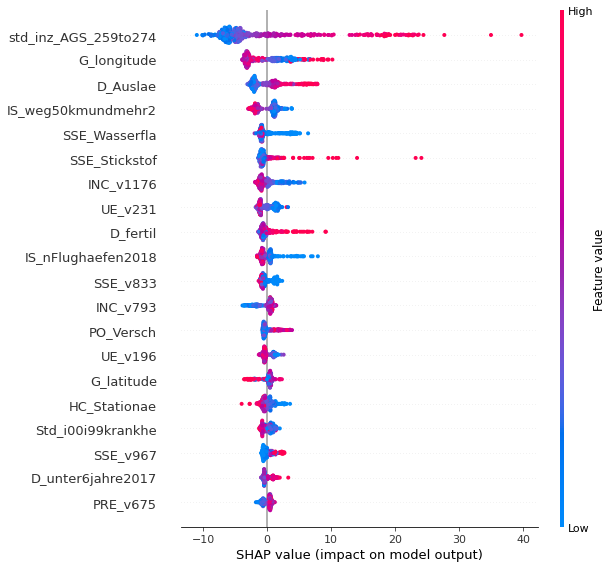 High
std_inz_AGS_259to274
G_longitude
D_Auslae
IS_weg50kmundmehr2
SSE_Wasserfla
SSE_Stickstof
INC_v1176
UE_v231
D_fertil
IS_nFlughaefen2018
SSE_v833
INC_v793
PO_Versch
UE_v196
G_latitude
HC_Stationae
Std_i00i99krankhe
SSE_v967
D_unter6jahre2017
PRE_v675
Feature value
Low
−10 0 10 20 30 40
SHAP value (impact on model output)